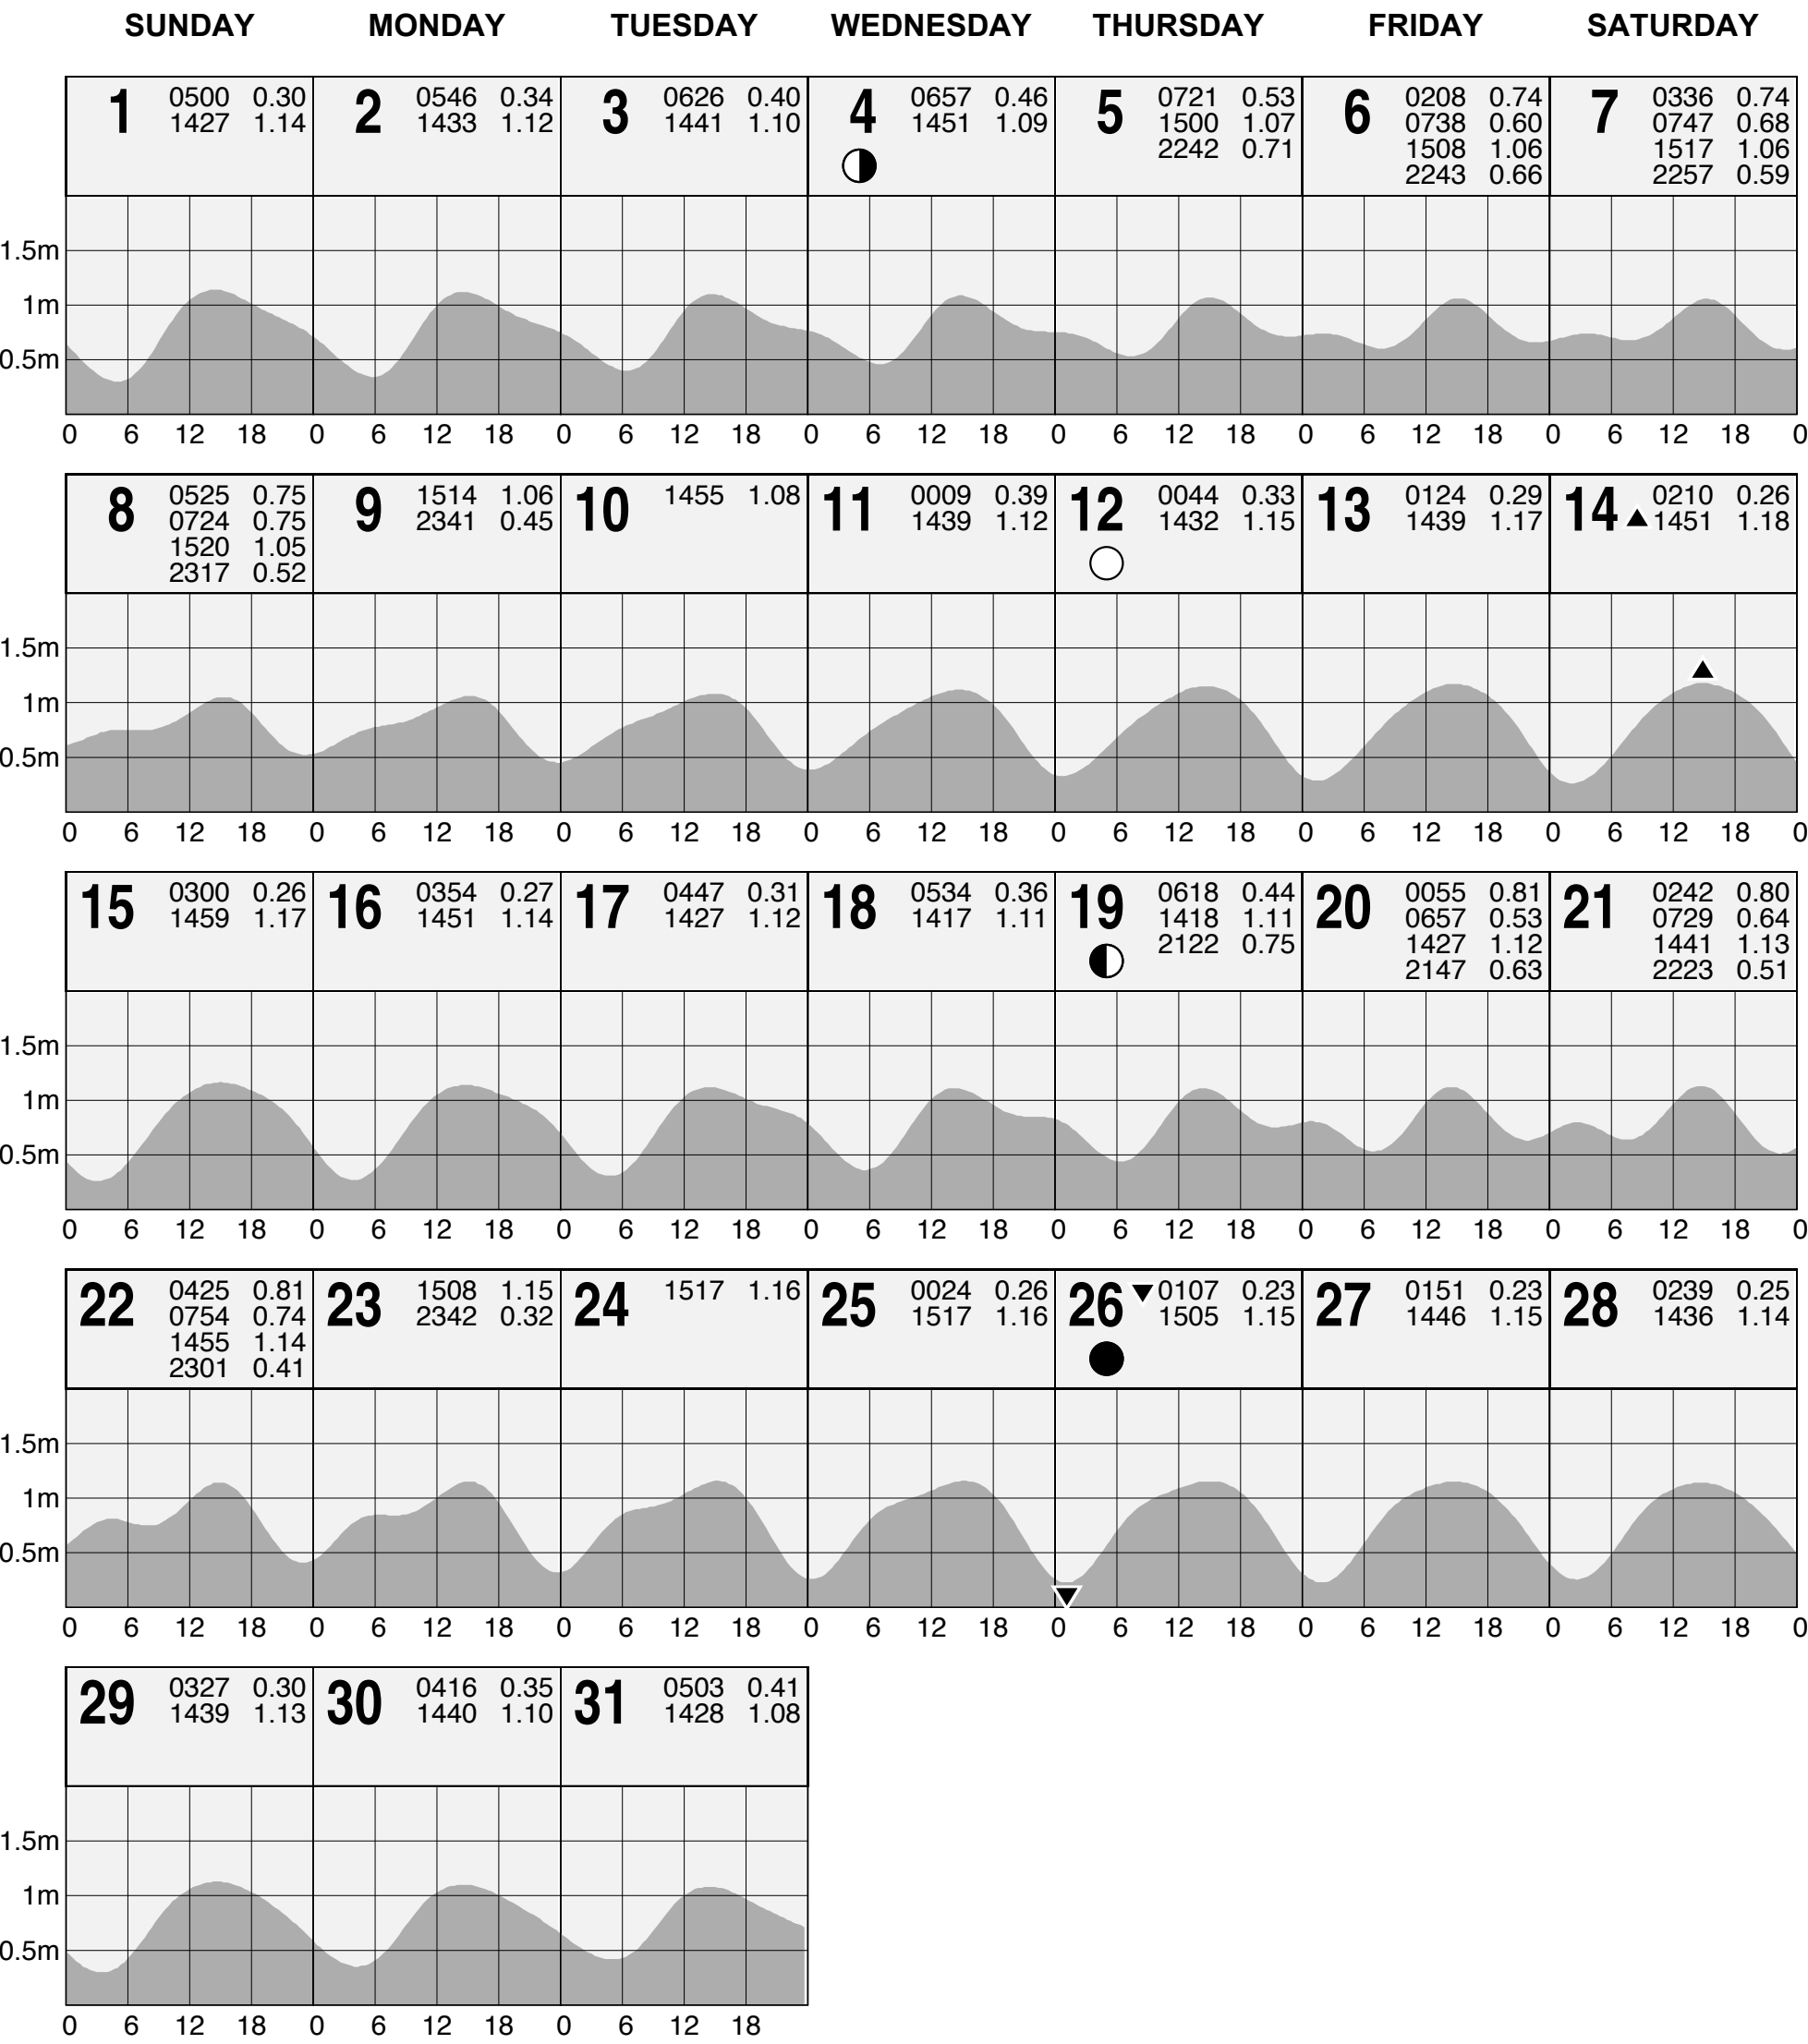 SUNDAY MONDAY TUESDAY WEDNESDAY THURSDAY FRIDAY SATURDAY
1 0500 0.30
1427 1.14
2 0546 0.34
1433 1.12
3 0626 0.40
1441 1.10
4 0657 0.46
1451 1.09
5 0721 0.53
1500 1.07
2242 0.71
6 0208 0.74
0738 0.60
1508 1.06
2243 0.66
7 0336 0.74
0747 0.68
1517 1.06
2257 0.59
1.5m
1m
0.5m
0 6 12 18 0 6 12 18 0 6 12 18 0 6 12 18 0 6 12 18 0 6 12 18 0 6 12 18 0
8 0525 0.75
0724 0.75
1520 1.05
2317 0.52
9 1514 1.06
2341 0.45
10 1455 1.08
11 0009 0.39
1439 1.12
12 0044 0.33
1432 1.15
13 0124 0.29
1439 1.17
14 0210 0.26
▲1451 1.18
1.5m
1m
0.5m
0 6 12 18 0 6 12 18 0 6 12 18 0 6 12 18 0 6 12 18 0 6 12 18 0 6 12 18 0
15 0300 0.26
1459 1.17
16 0354 0.27
1451 1.14
17 0447 0.31
1427 1.12
18 0534 0.36
1417 1.11
19 0618 0.44
1418 1.11
2122 0.75
20 0055 0.81
0657 0.53
1427 1.12
2147 0.63
21 0242 0.80
0729 0.64
1441 1.13
2223 0.51
1.5m
1m
0.5m
0 6 12 18 0 6 12 18 0 6 12 18 0 6 12 18 0 6 12 18 0 6 12 18 0 6 12 18 0
22 0425 0.81
0754 0.74
1455 1.14
2301 0.41
23 1508 1.15
2342 0.32
24 1517 1.16
25 0024 0.26
1517 1.16
26 ▼0107 0.23
1505 1.15
27 0151 0.23
1446 1.15
28 0239 0.25
1436 1.14
1.5m
1m
0.5m
0 6 12 18 0 6 12 18 0 6 12 18 0 6 12 18 0 6 12 18 0 6 12 18 0 6 12 18 0
29 0327 0.30
1439 1.13
30 0416 0.35
1440 1.10
31 0503 0.41
1428 1.08
1.5m
1m
0.5m
0 6 12 18 0 6 12 18 0 6 12 18